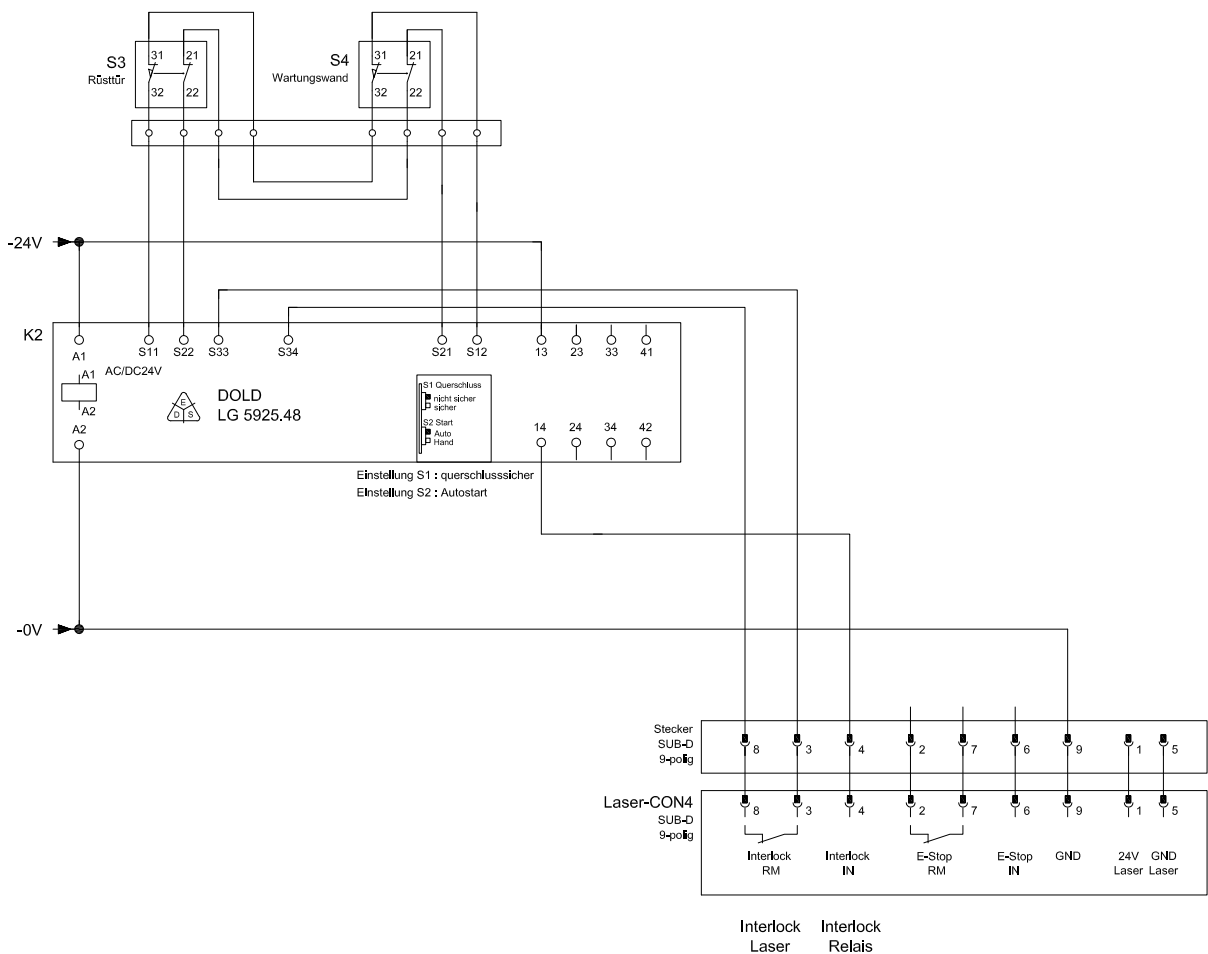 S3
Rüsttür
31 21
32 22
S4
Wartungswand
31 21
32 22
-24V
K2
A1 S11 S22 S33 S34 S21 S12 13 23 33 41
A1 AC/DC24V
A2
E
D S
DOLD
LG 5925.48
S1 Querschluss
nicht sicher
sicher
S2 Start
Auto
Hand
A2 14 24 34 42
Einstellung S1 : querschlusssicher
EInstellung S2 : Autostart
-0V
Stecker
SUB-D
9-polig
8 3 4 2 7 6 9 1 5
Laser-CON4
SUB-D
9-polig
8 3 4 2 7 6 9 1 5
Interlock Interlock E-Stop E-Stop GND 24V GND
RM IN RM IN Laser Laser
Interlock Interlock
Laser Relais